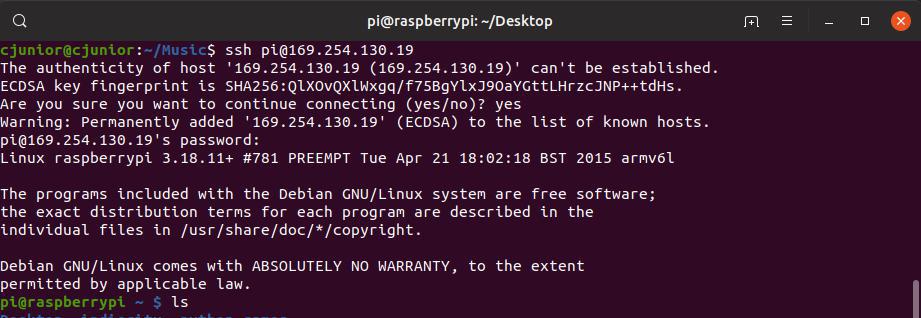 pi@raspberrypi: ~/Desktop
cjunior@cjunior:~/Music$ ssh pi@169.254.130.19
The authenticity of host '169.254.130.19 (169.254.130.19)' can't be established.
ECDSA key fingerprint is SHA256:QlXOvQXlWxgq/f75BgYlxJ9OaYGttLHrzcJNP++tdHs.
Are you sure you want to continue connecting (yes/no)? yes
Warning: Permanently added '169.254.130.19' (ECDSA) to the list of known hosts.
pi@169.254.130.19's password:
Linux raspberrypi 3.18.11+ #781 PREEMPT Tue Apr 21 18:02:18 BST 2015 armv6l
The programs included with the Debian GNU/Linux system are free software;
the exact distribution terms for each program are described in the
individual files in /usr/share/doc/*/copyright.
Debian GNU/Linux comes with ABSOLUTELY NO WARRANTY, to the extent
permitted by applicable law.
pi@raspberrypi ~ $ ls